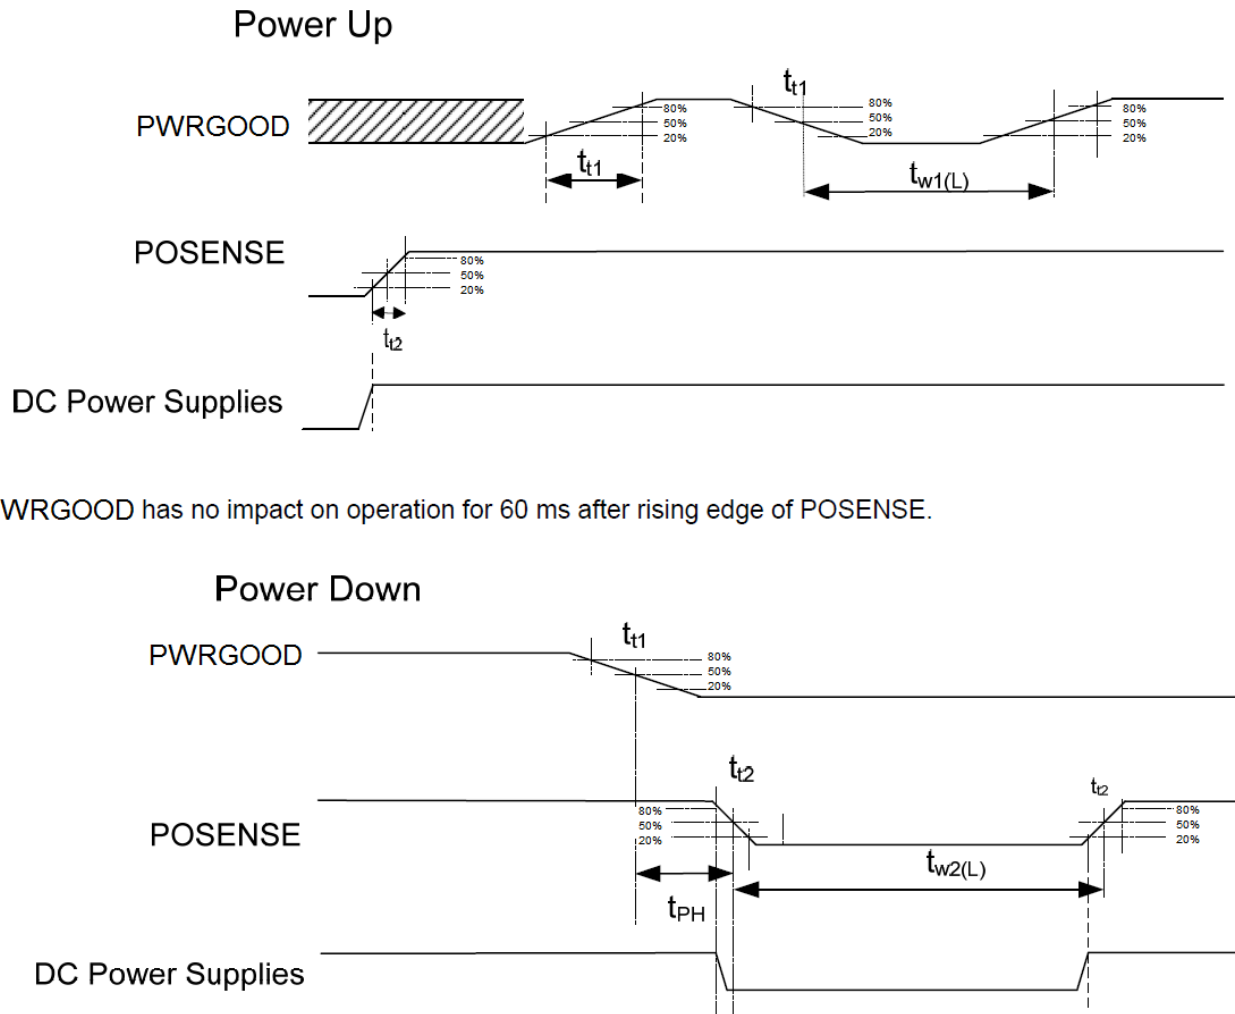 Power Up
t1
PWRGOOD
80%
50%
20%
80%
50%
20%
80%
50%
20%
tt1
tw1(L)
POSENSE
80%
50%
20%
tt2
DC Power Supplies
WRGOOD has no impact on operation for 60 ms after rising edge of POSENSE.
Power Down
tt1
PWRGOOD
80%
50%
20%
tt2
tt2
POSENSE
80%
50%
20%
80%
50%
20%
tw2(L)
tPH
DC Power Supplies